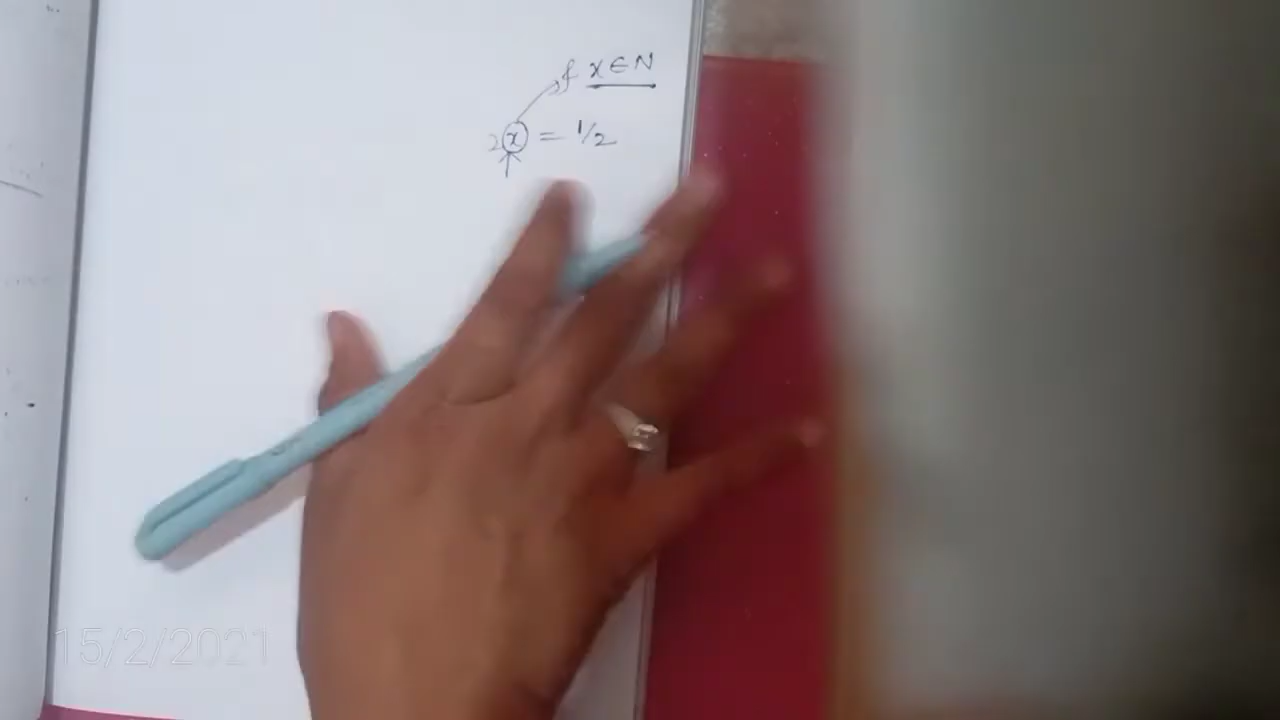 if x ∈ N
2x = 1/2
15/2/2021